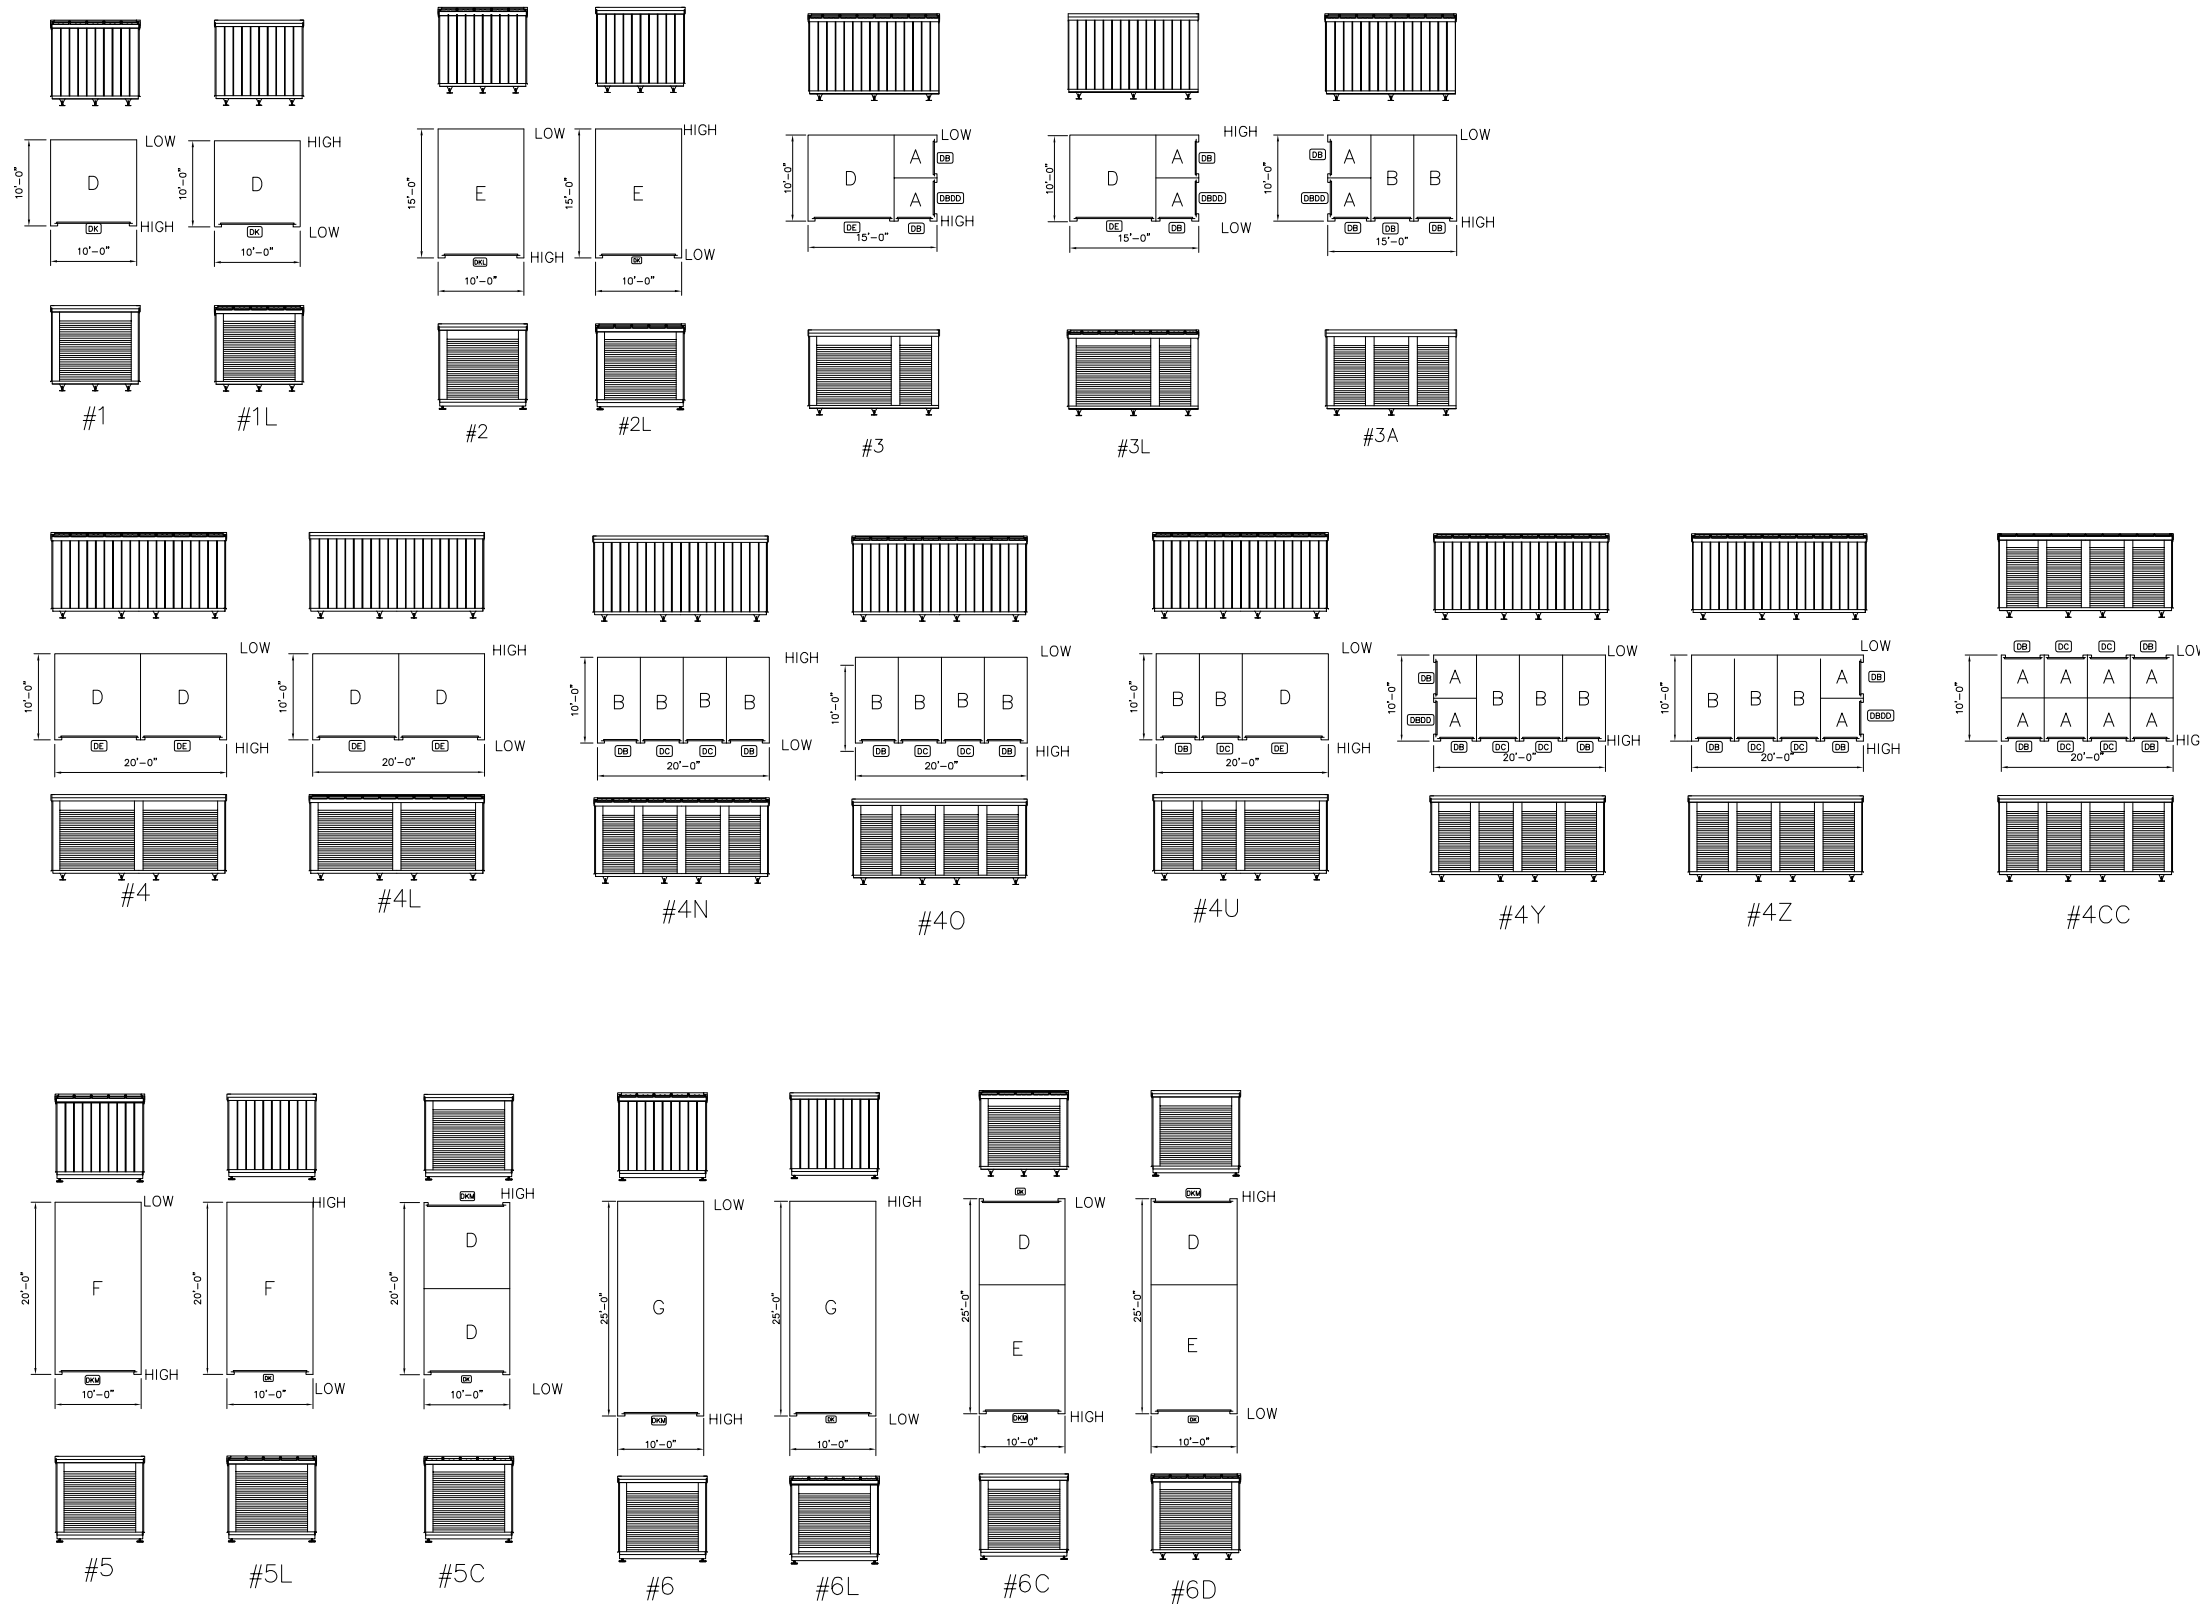 LOW
D
10'-0"
DK
HIGH
10'-0"
#1
HIGH
D
10'-0"
DK
LOW
10'-0"
#1L
LOW
E
15'-0"
DKL
HIGH
10'-0"
#2
HIGH
E
15'-0"
DK
LOW
10'-0"
#2L
LOW
A
DB
D
10'-0"
A
DBDD
HIGH
DE
DB
15'-0"
#3
HIGH
A
DB
D
10'-0"
A
DBDD
LOW
DE
DB
15'-0"
#3L
LOW
DB
A
B
B
10'-0"
DBDD
A
HIGH
DB
DB
DB
15'-0"
#3A
LOW
D
D
10'-0"
DE
DE
HIGH
20'-0"
#4
HIGH
D
D
10'-0"
DE
DE
LOW
20'-0"
#4L
HIGH
B
B
B
B
10'-0"
LOW
DB
DC
DC
DB
20'-0"
#4N
LOW
B
B
B
B
10'-0"
HIGH
DB
DC
DC
DB
20'-0"
#4O
LOW
B
B
D
10'-0"
DB
DC
DE
HIGH
20'-0"
#4U
LOW
DB
A
B
B
B
10'-0"
DBDD
A
HIGH
DB
DC
DC
DB
20'-0"
#4Y
LOW
A
DB
B
B
B
10'-0"
A
DBDD
HIGH
DB
DC
DC
DB
20'-0"
#4Z
DB
DC
DC
DB
A
A
A
A
10'-0"
A
A
A
A
DB
DC
DC
DB
20'-0"
#4CC
LOW
F
20'-0"
DKM
HIGH
10'-0"
#5
HIGH
F
20'-0"
DK
LOW
10'-0"
#5L
DKM
HIGH
D
20'-0"
D
DK
LOW
10'-0"
#5C
LOW
G
25'-0"
DKM
HIGH
10'-0"
#6
HIGH
G
25'-0"
DK
LOW
10'-0"
#6L
DK
LOW
D
25'-0"
E
DKM
HIGH
10'-0"
#6C
DKM
HIGH
D
25'-0"
E
DK
LOW
10'-0"
#6D